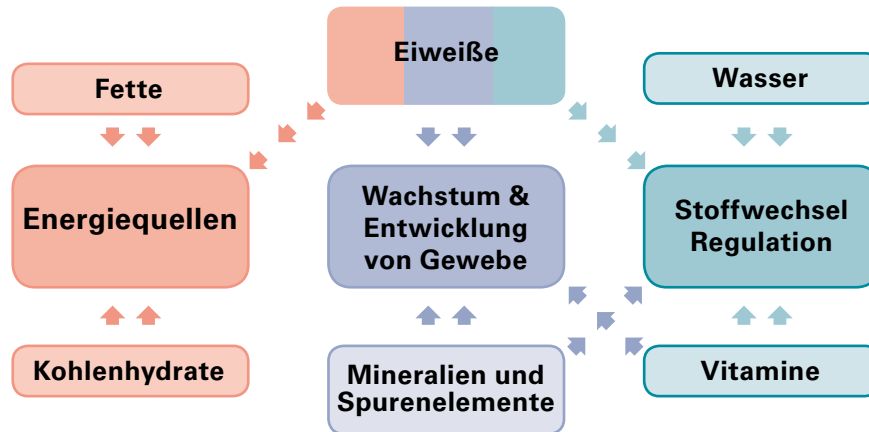 Eiweiße
Fette
Wasser
Energiequellen
Wachstum &
Entwicklung
von Gewebe
Stoffwechsel
Regulation
Kohlenhydrate
Mineralien und
Spurenelemente
Vitamine